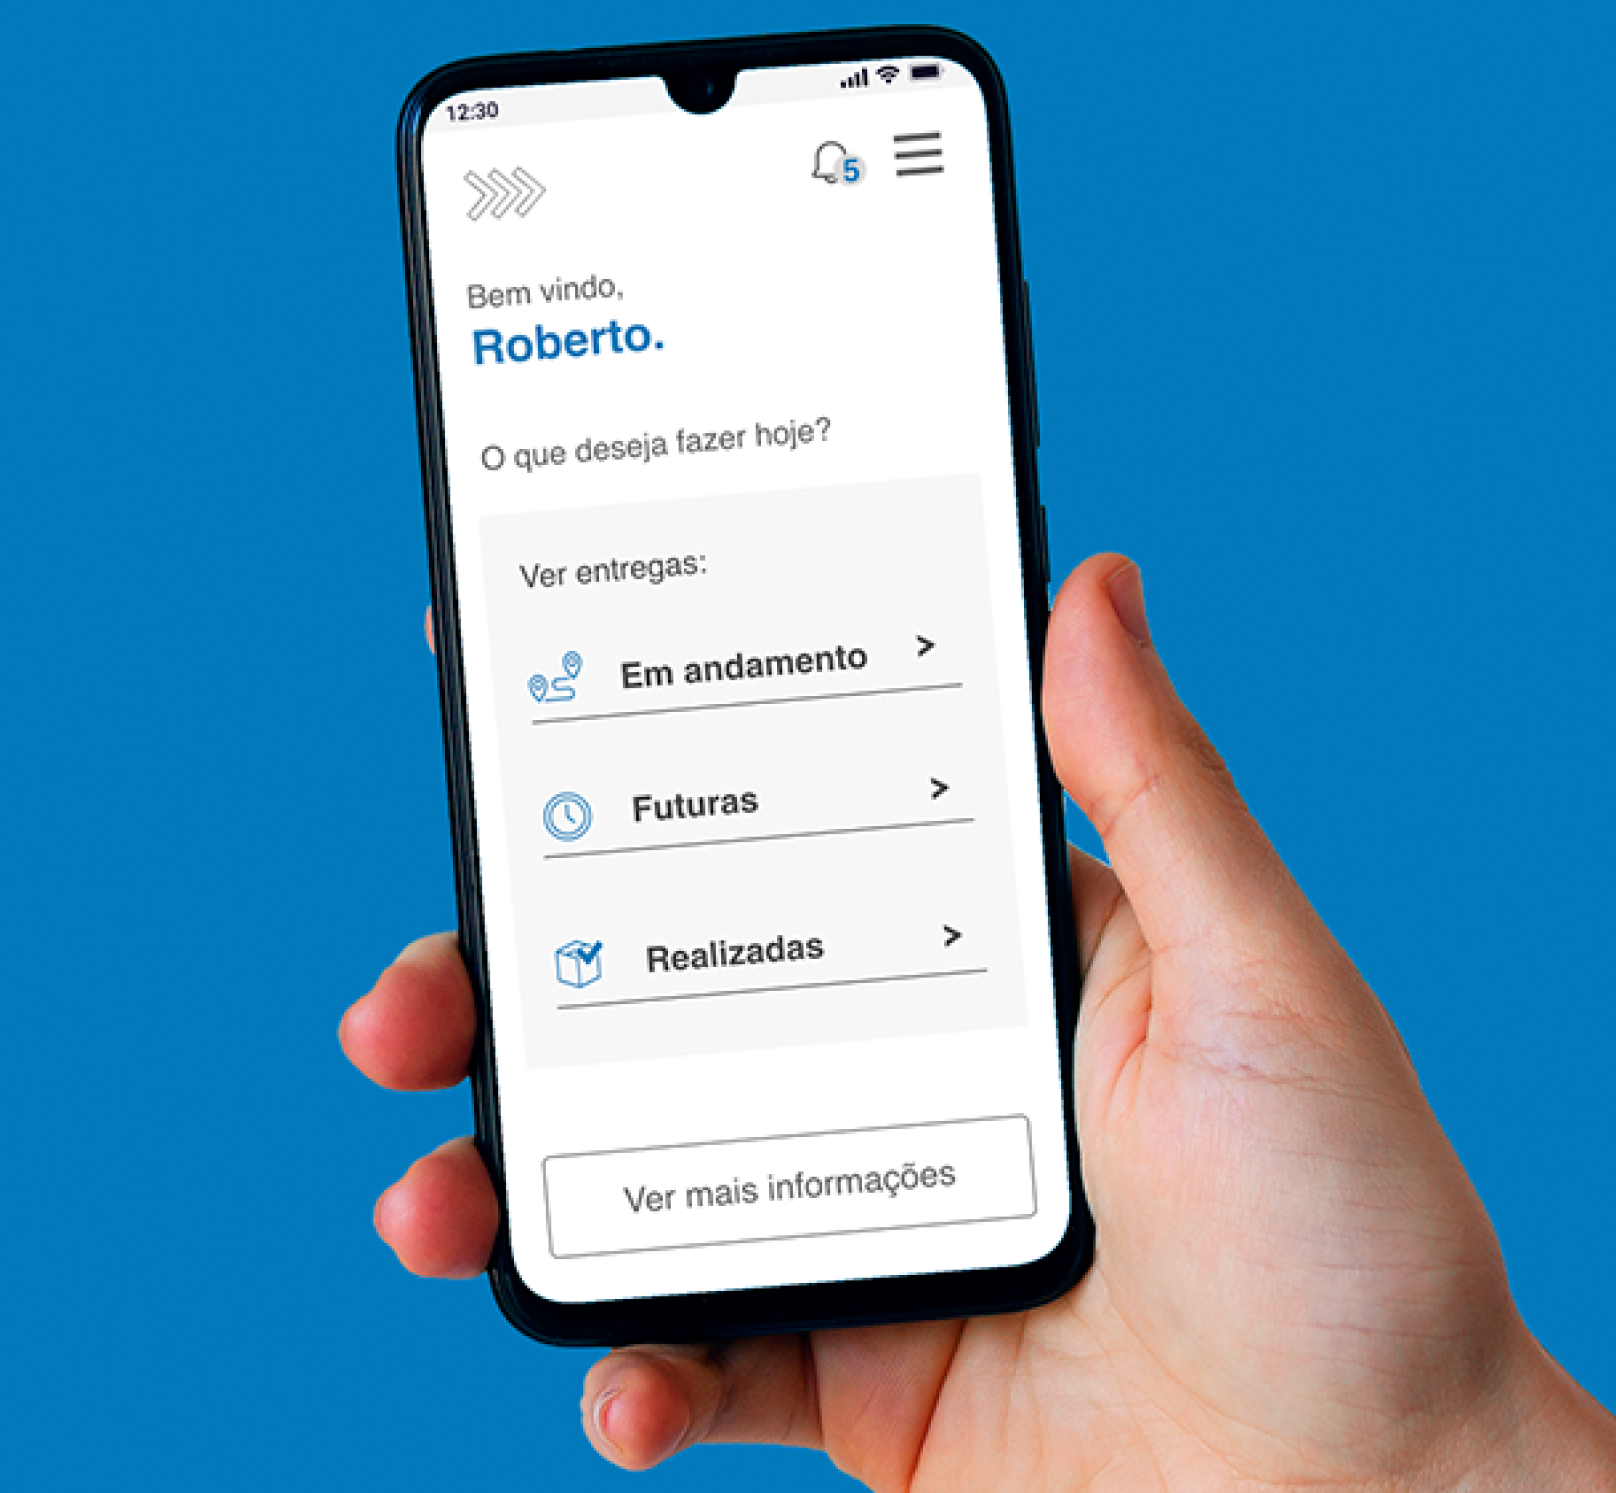 12:30
5
Bem vindo,
Roberto.
O que deseja fazer hoje?
Ver entregas:
Em andamento >
Futuras >
Realizadas >
Ver mais informações